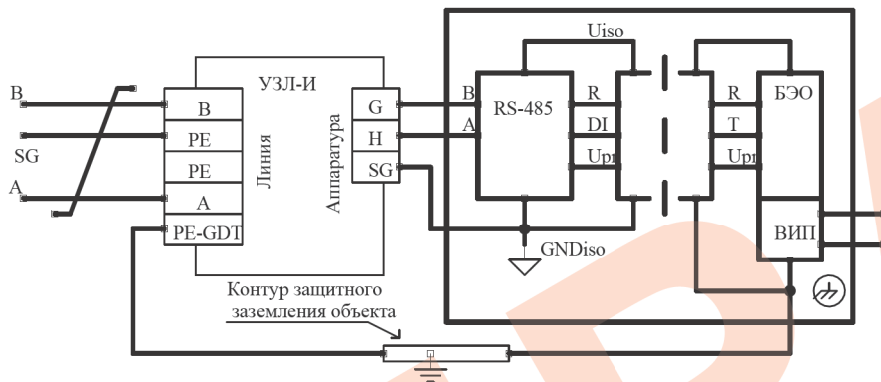 Uiso
УЗЛ-И
B
B
G
B
RS-485
R
R
БЭО
PE
H
A
DI
T
SG
PE
SG
Upr
Upr
A
A
Линия
Аппаратура
PE-GDT
ВИП
GNDiso
Контур защитного
заземления объекта